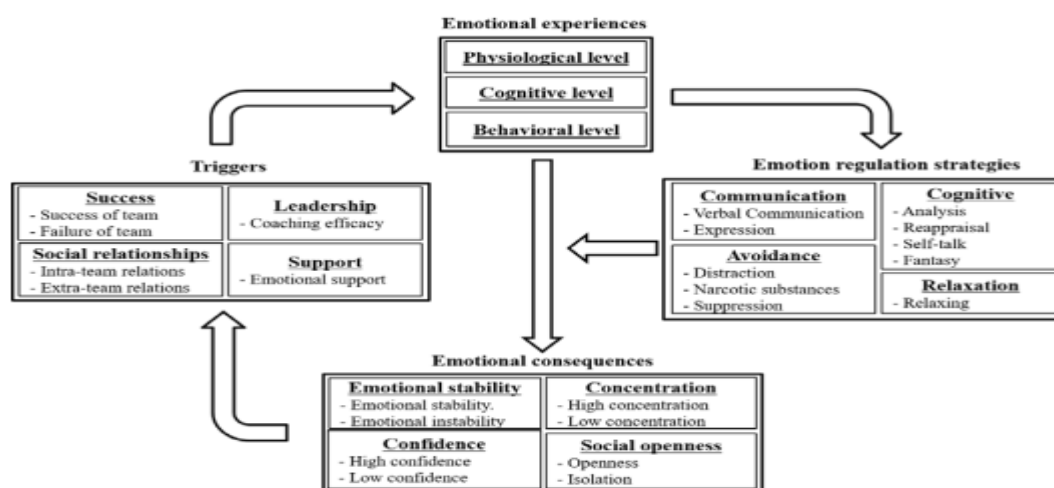 Emotional experiences
Physiological level
Cognitive level
Behavioral level
Triggers
Success
- Success of team
- Failure of team
Leadership
- Coaching efficacy
Social relationships
- Intra-team relations
- Extra-team relations
Support
- Emotional support
Emotion regulation strategies
Communication
- Verbal Communication
- Expression
Cognitive
- Analysis
- Reappraisal
- Self-talk
- Fantasy
Avoidance
- Distraction
- Narcotic substances
- Suppression
Relaxation
- Relaxing
Emotional consequences
Emotional stability
- Emotional stability.
- Emotional instability
Concentration
- High concentration
- Low concentration
Confidence
- High confidence
- Low confidence
Social openness
- Openness
- Isolation